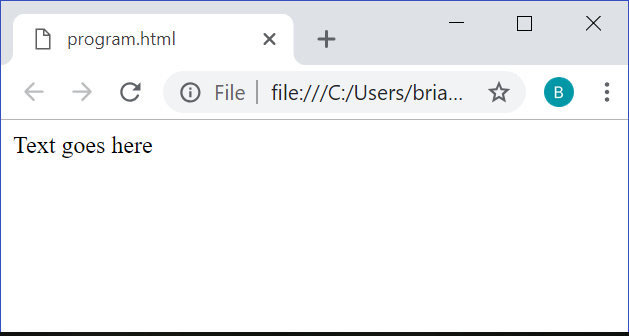 program.html
File file:///C:/Users/bria... B
Text goes here